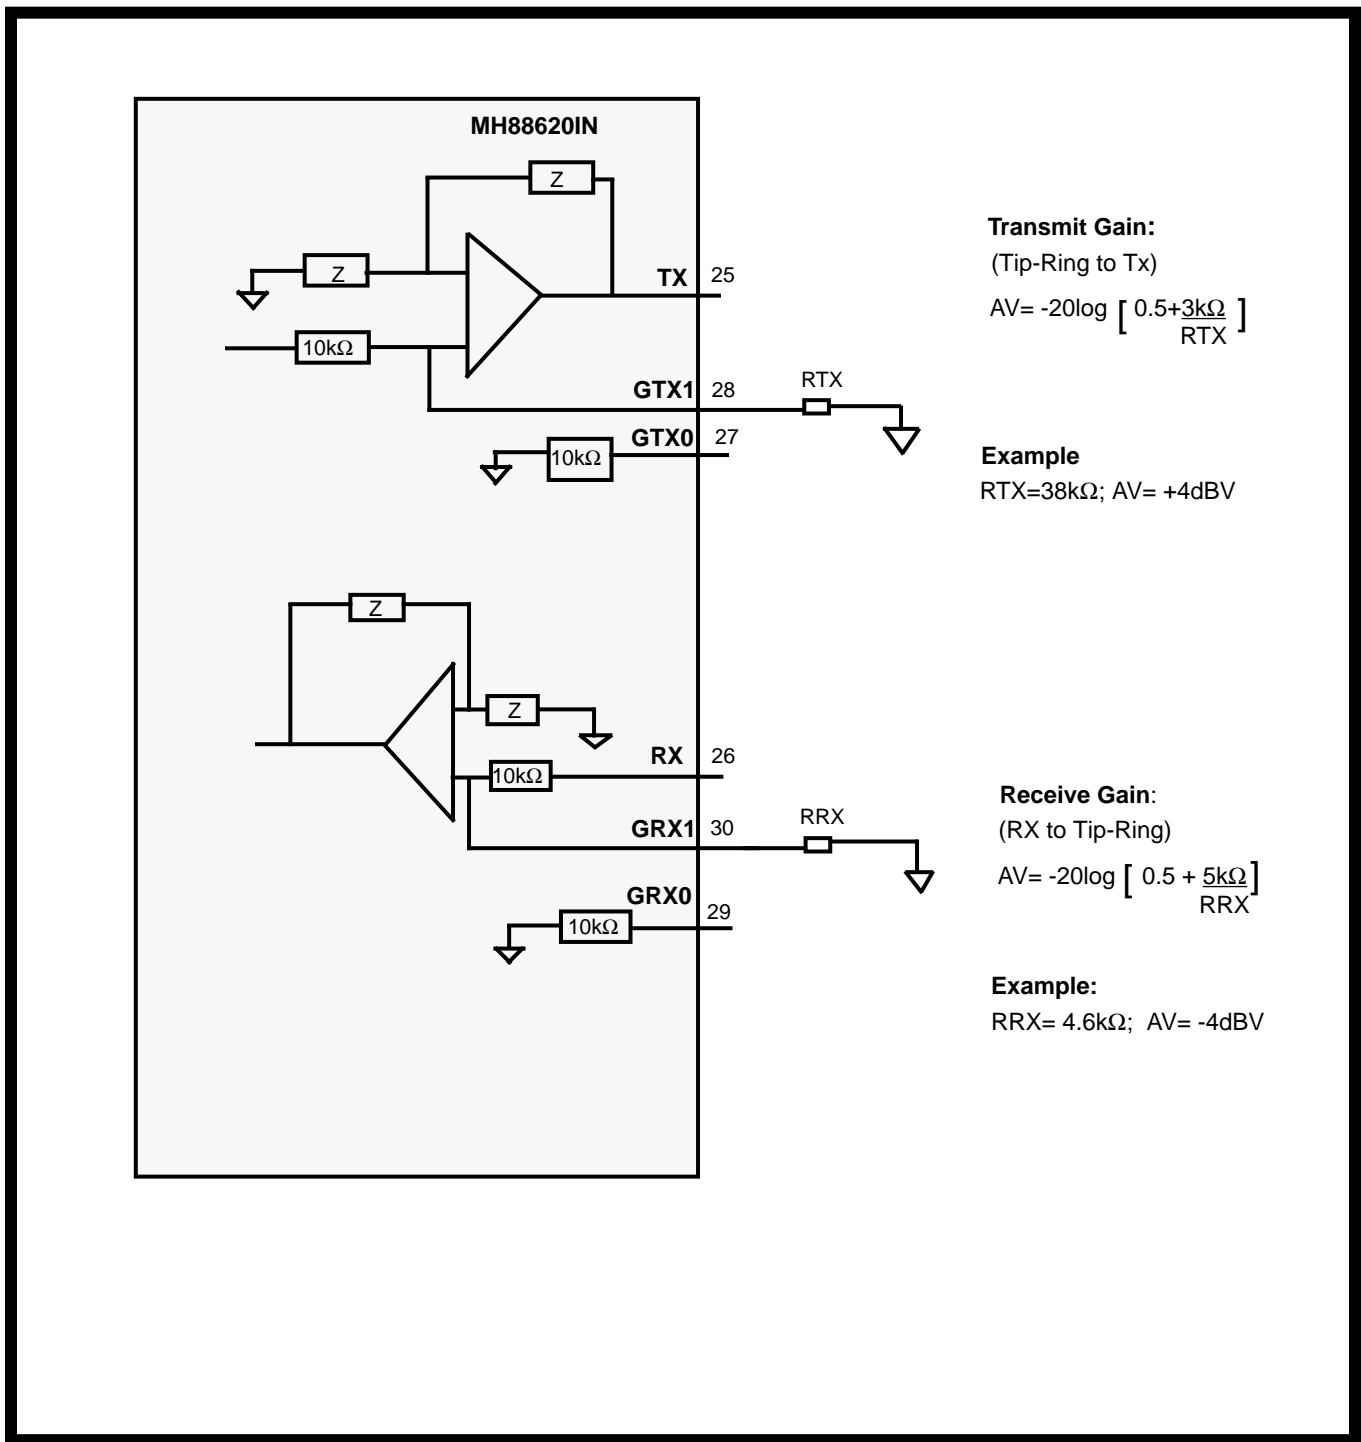 MH88620IN
Z
Z
10kΩ
TX 25
GTX1 28
RTX
GTX0 27
10kΩ
Transmit Gain:
(Tip-Ring to Tx)
AV= -20log [ 0.5+3kΩ ]
RTX
Example
RTX=38kΩ; AV= +4dBV
Z
Z
RX 26
10kΩ
GRX1 30
RRX
GRX0 29
10kΩ
Receive Gain:
(RX to Tip-Ring)
AV= -20log [ 0.5 + 5kΩ ]
RRX
Example:
RRX= 4.6kΩ; AV= -4dBV